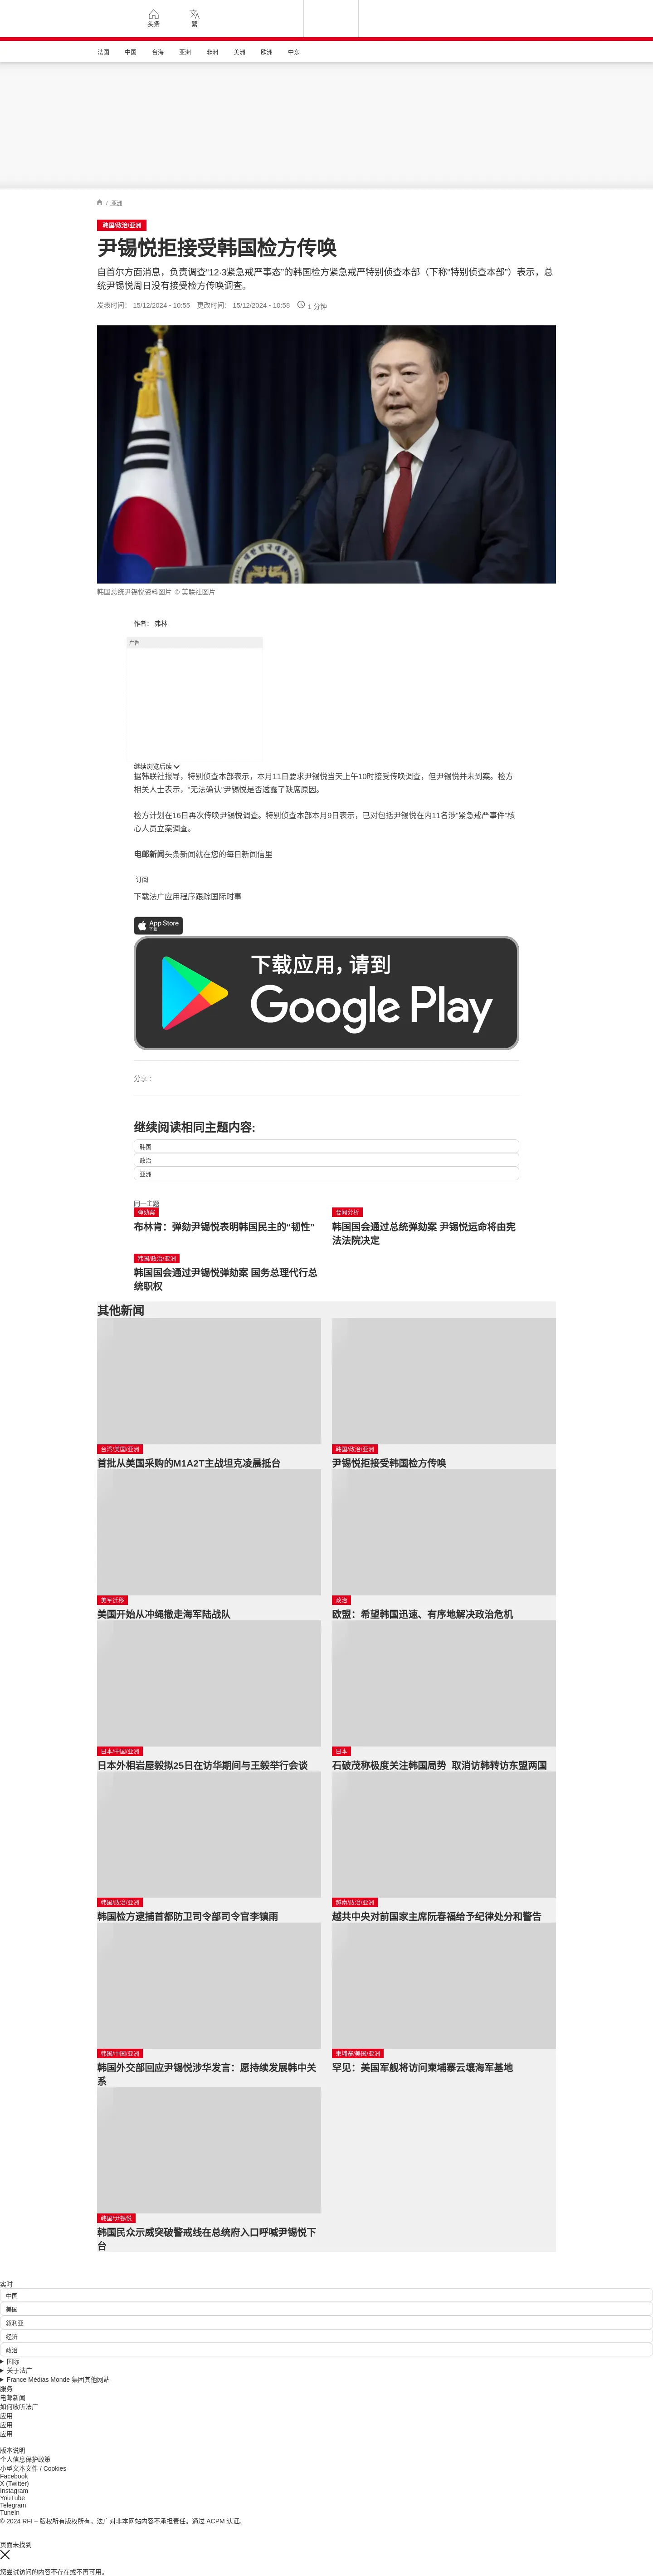 头条
繁
法国
中国
台海
亚洲
非洲
美洲
欧洲
中东
/ 亚洲
韩国/政治/亚洲
尹锡悦拒接受韩国检方传唤
自首尔方面消息，负责调查“12·3紧急戒严事态”的韩国检方紧急戒严特别侦查本部（下称“特别侦查本部”）表示，总
统尹锡悦周日没有接受检方传唤调查。
发表时间： 15/12/2024 - 10:55 更改时间： 15/12/2024 - 10:58 1 分钟
韩国总统尹锡悦资料图片 © 美联社图片
作者： 弗林
广告
继续浏览后续
据韩联社报导，特别侦查本部表示，本月11日要求尹锡悦当天上午10时接受传唤调查，但尹锡悦并未到案。检方
相关人士表示，“无法确认”尹锡悦是否透露了缺席原因。
检方计划在16日再次传唤尹锡悦调查。特别侦查本部本月9日表示，已对包括尹锡悦在内11名涉“紧急戒严事件”核
心人员立案调查。
电邮新闻头条新闻就在您的每日新闻信里
订阅
下载法广应用程序跟踪国际时事
App Store
下载
下载应用，请到
Google Play
分享 :
继续阅读相同主题内容:
韩国
政治
亚洲
同一主题
弹劾案
布林肯：弹劾尹锡悦表明韩国民主的“韧性”
要闻分析
韩国国会通过总统弹劾案 尹锡悦运命将由宪
法法院决定
韩国/政治/亚洲
韩国国会通过尹锡悦弹劾案 国务总理代行总
统职权
其他新闻
台湾/美国/亚洲
首批从美国采购的M1A2T主战坦克凌晨抵台
韩国/政治/亚洲
尹锡悦拒接受韩国检方传唤
美军迁移
美国开始从冲绳撤走海军陆战队
政治
欧盟：希望韩国迅速、有序地解决政治危机
日本/中国/亚洲
日本外相岩屋毅拟25日在访华期间与王毅举行会谈
日本
石破茂称极度关注韩国局势 取消访韩转访东盟两国
韩国/政治/亚洲
韩国检方逮捕首都防卫司令部司令官李镇雨
越南/政治/亚洲
越共中央对前国家主席阮春福给予纪律处分和警告
韩国/中国/亚洲
韩国外交部回应尹锡悦涉华发言：愿持续发展韩中关
系
柬埔寨/美国/亚洲
罕见：美国军舰将访问柬埔寨云壤海军基地
韩国/尹锡悦
韩国民众示威突破警戒线在总统府入口呼喊尹锡悦下
台
实时
中国
美国
叙利亚
经济
政治
国际
关于法广
France Médias Monde 集团其他网站
服务
电邮新闻
如何收听法广
应用
应用
应用
版本说明
个人信息保护政策
小型文本文件 / Cookies
Facebook
X (Twitter)
Instagram
YouTube
Telegram
TuneIn
© 2024 RFI – 版权所有版权所有。法广对非本网站内容不承担责任。通过 ACPM 认证。
页面未找到
您尝试访问的内容不存在或不再可用。